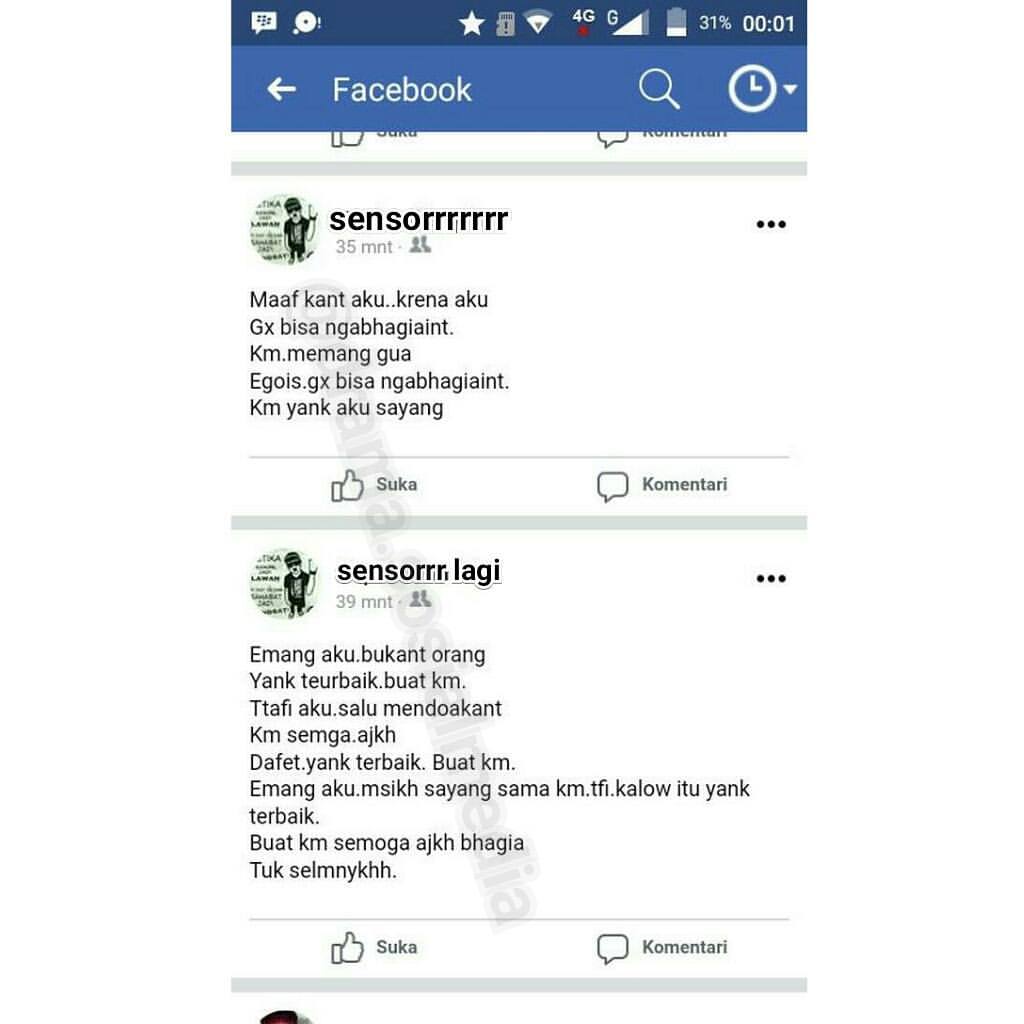 4G G 31% 00:01
Facebook
Suka Komentari
sensorrrrrrr
35 mnt ·
Maaf kant aku..krena aku
Gx bisa ngabhagiaint.
Km.memang gua
Egois.gx bisa ngabhagiaint.
Km yank aku sayang
Suka Komentari
sensorrr lagi
39 mnt ·
Emang aku.bukant orang
Yank teurbaik.buat km.
Ttafi aku.salu mendoakant
Km semga.ajkh
Dafet.yank terbaik. Buat km.
Emang aku.msikh sayang sama km.tfi.kalow itu yank
terbaik.
Buat km semoga ajkh bhagia
Tuk selmnykhh.
Suka Komentari
@drama.sosialmedia